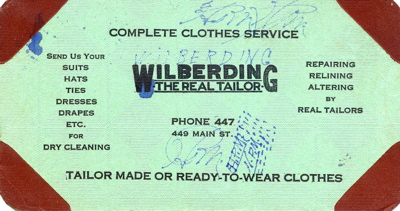 COMPLETE CLOTHES SERVICE
WILBERDING
SEND US YOUR
SUITS
HATS
TIES
DRESSES
DRAPES
ETC.
FOR
DRY CLEANING
WILBERDING
THE REAL TAILOR
REPAIRING
RELINING
ALTERING
BY
REAL TAILORS
PHONE 447
449 MAIN ST.
TAILOR MADE OR READY-TO-WEAR CLOTHES